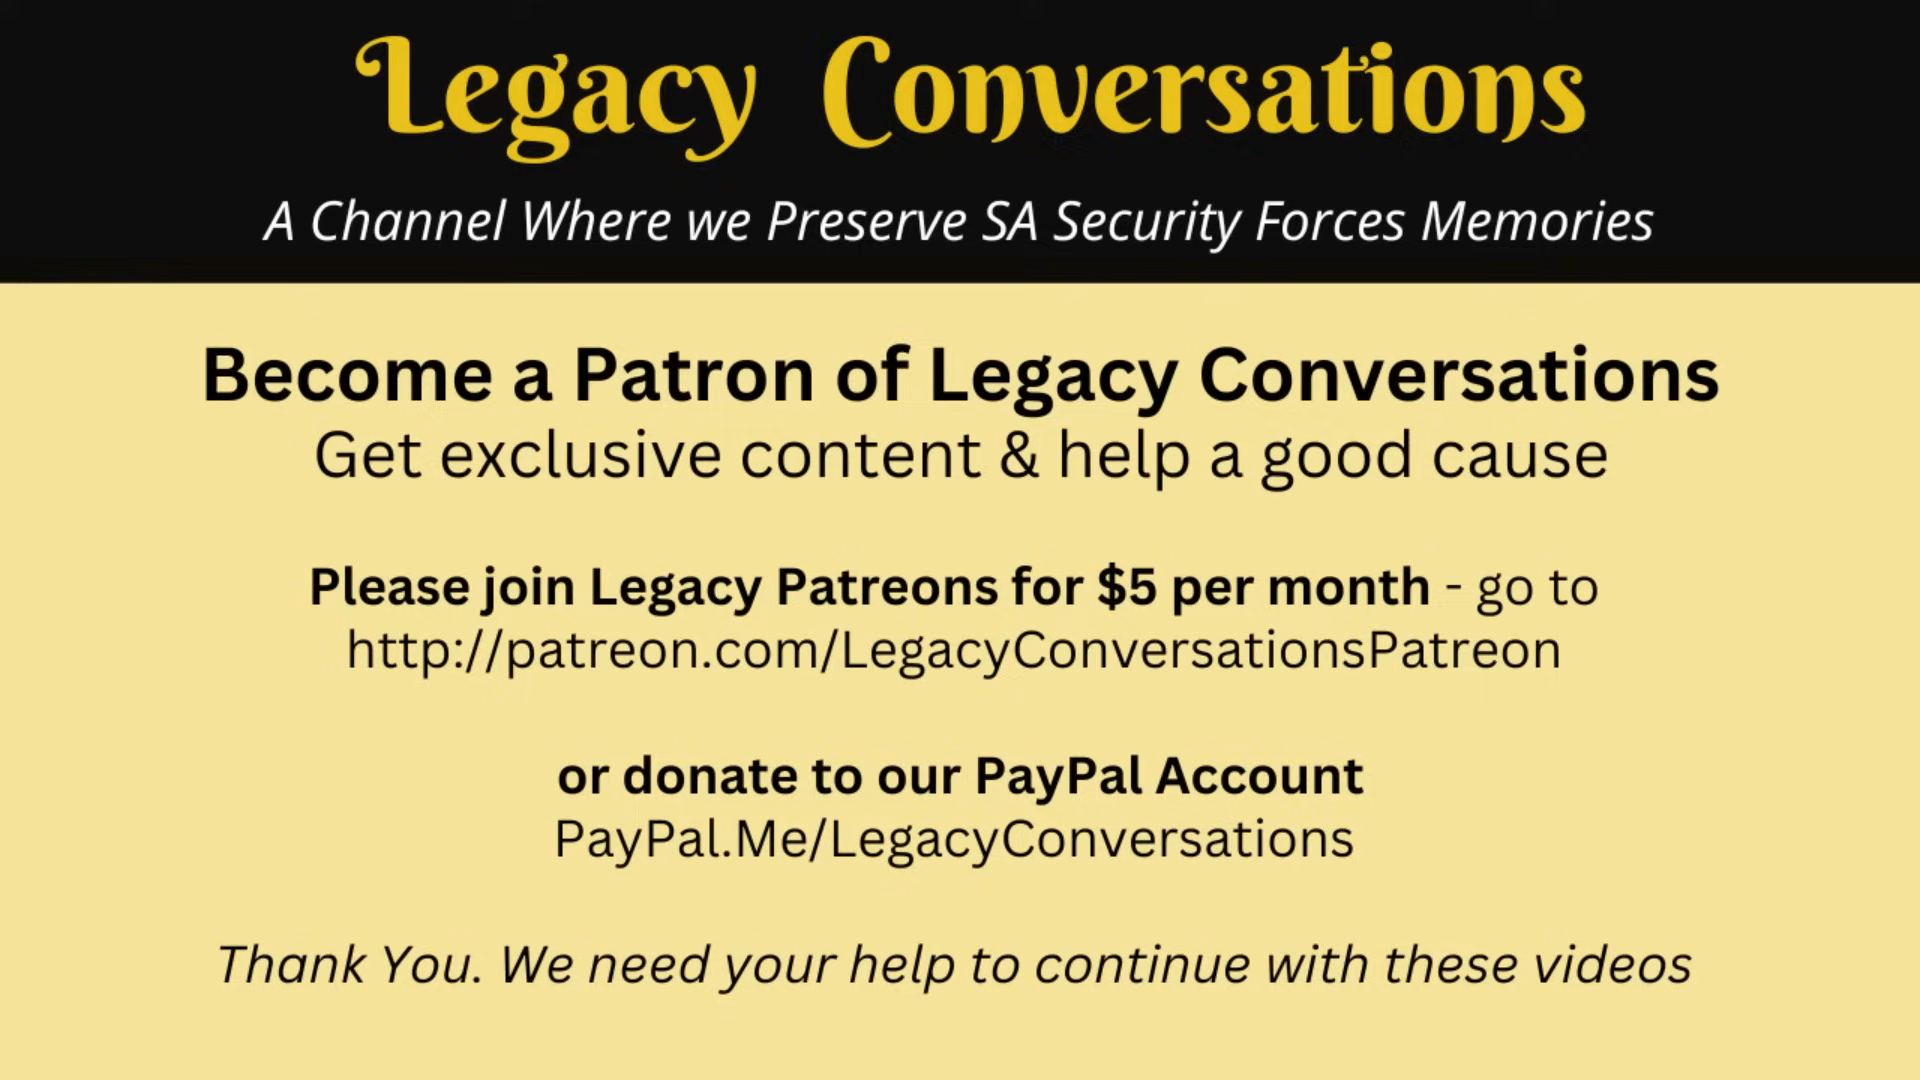 Legacy Conversations
A Channel Where we Preserve SA Security Forces Memories
Become a Patron of Legacy Conversations
Get exclusive content & help a good cause
Please join Legacy Patreons for $5 per month - go to
http://patreon.com/LegacyConversationsPatreon
or donate to our PayPal Account
PayPal.Me/LegacyConversations
Thank You. We need your help to continue with these videos